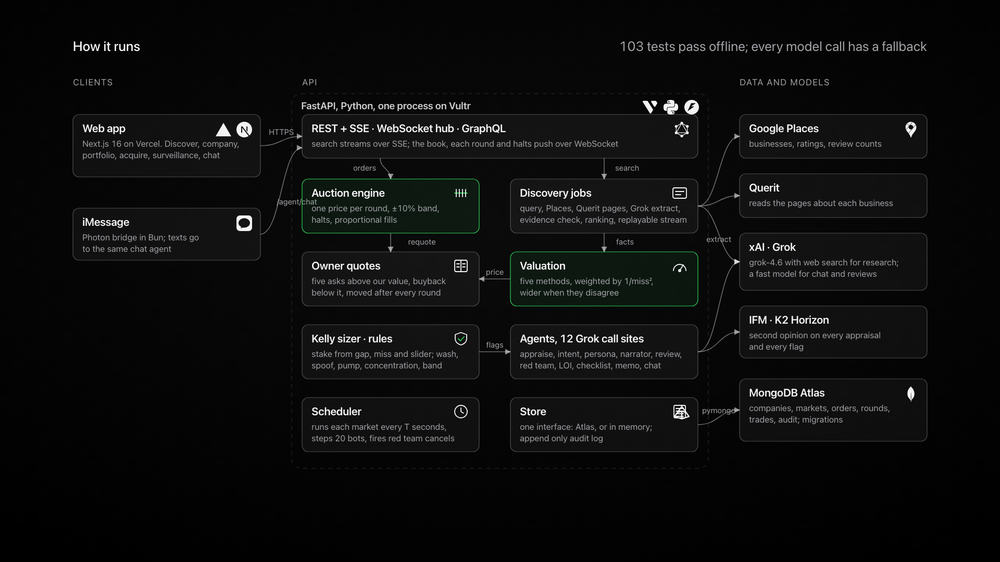 How it runs
103 tests pass offline; every model call has a fallback
CLIENTS
API
DATA AND MODELS
Web app
Next.js 16 on Vercel. Discover, company,
portfolio, acquire, surveillance, chat
iMessage
Photon bridge in Bun; texts go
to the same chat agent
HTTPS
/agent/chat
FastAPI, Python, one process on Vultr
REST + SSE · WebSocket hub · GraphQL
search streams over SSE; the book, each round and halts push over WebSocket
orders
search
Auction engine
one price per round, ±10% band,
halts, proportional fills
Discovery jobs
query, Places, Querit pages, Grok extract,
evidence check, ranking, replayable stream
requote
facts
Owner quotes
five asks above our value, buyback
below it, moved after every round
price
Valuation
five methods, weighted by 1/miss²,
wider when they disagree
Kelly sizer · rules
stake from gap, miss and slider; wash,
spoof, pump, concentration, band
flags
Agents, 12 Grok call sites
appraise, intent, persona, narrator, review,
red team, LOI, checklist, memo, chat
Scheduler
runs each market every T seconds,
steps 20 bots, fires red team cancels
Store
one interface: Atlas, or in memory;
append only audit log
extract
pymongo
Google Places
businesses, ratings, review counts
Querit
reads the pages about each business
xAI · Grok
grok-4.6 with web search for research;
a fast model for chat and reviews
IFM · K2 Horizon
second opinion on every appraisal
and every flag
MongoDB Atlas
companies, markets, orders, rounds,
trades, audit; migrations